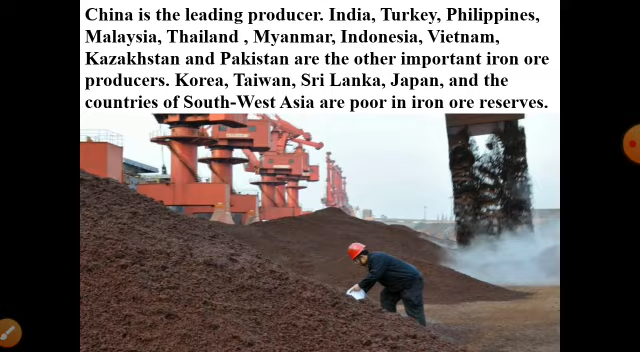 China is the leading producer. India, Turkey, Philippines,
Malaysia, Thailand , Myanmar, Indonesia, Vietnam,
Kazakhstan and Pakistan are the other important iron ore
producers. Korea, Taiwan, Sri Lanka, Japan, and the
countries of South-West Asia are poor in iron ore reserves.